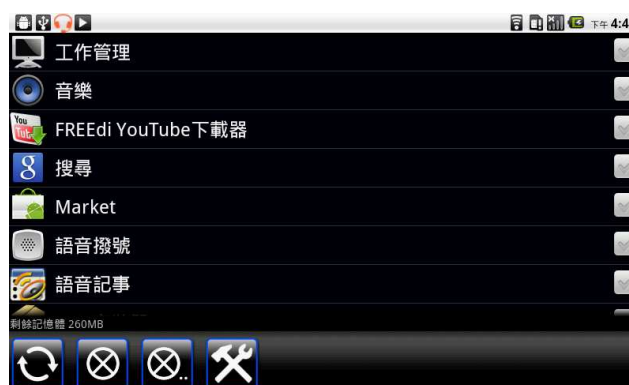 下午 4:4
工作管理
音樂
You
Tube
FREEdi YouTube下載器
搜尋
Market
語音撥號
語音記事
剩餘記憶體 260MB